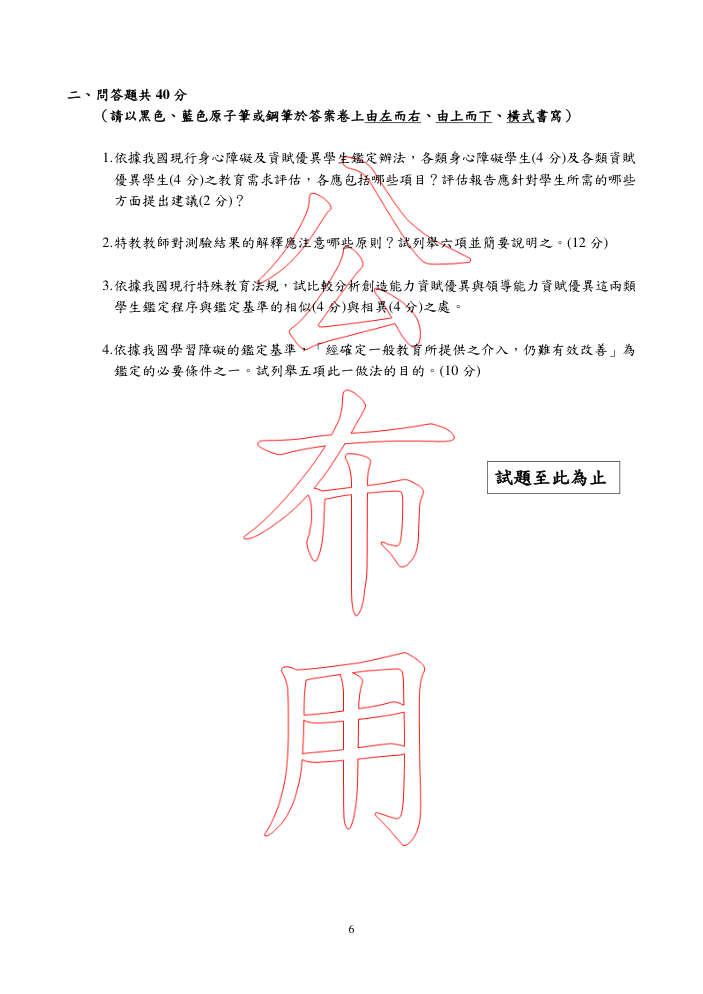 二、問答題共 40 分
(請以黑色、藍色原子筆或鋼筆於答案卷上由左而右、由上而下、橫式書寫)
1.依據我國現行身心障礙及資賦優異學生鑑定辦法,各類身心障礙學生(4 分)及各類資賦
優異學生(4 分)之教育需求評估,各應包括哪些項目?評估報告應針對學生所需的哪些
方面提出建議(2 分)?
2.特教教師對測驗結果的解釋應注意哪些原則?試列舉六項並簡要說明之。(12 分)
3.依據我國現行特殊教育法規,試比較分析創造能力資賦優異與領導能力資賦優異這兩類
學生鑑定程序與鑑定基準的相似(4 分)與相異(4 分)之處。
4.依據我國學習障礙的鑑定基準,「經確定一般教育所提供之介入,仍難有效改善」為
鑑定的必要條件之一。試列舉五項此一做法的目的。(10 分)
試題至此為止
公
布
用
6